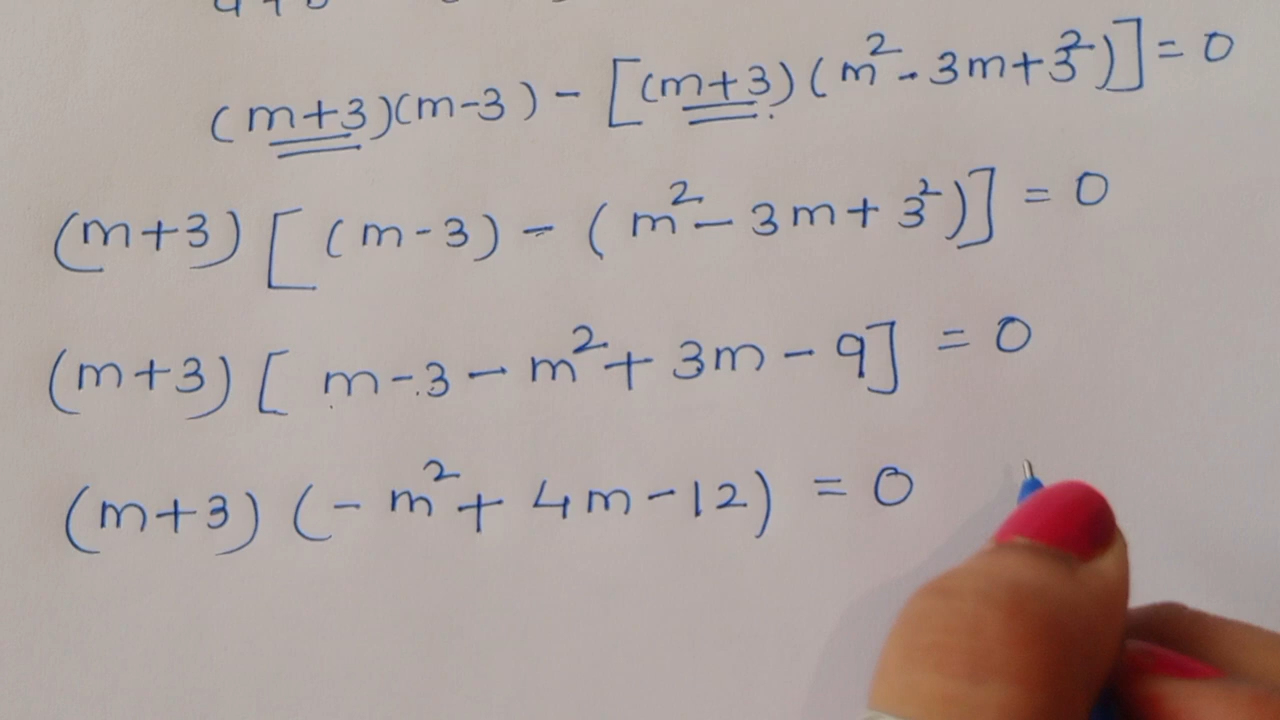 (m+3)(m-3) - [(m+3)(m² - 3m+3²)] = 0
(m+3) [ (m-3) - (m² - 3m + 3²)] = 0
(m+3) [ m-3 - m² + 3m - 9] = 0
(m+3) (-m² + 4m - 12) = 0